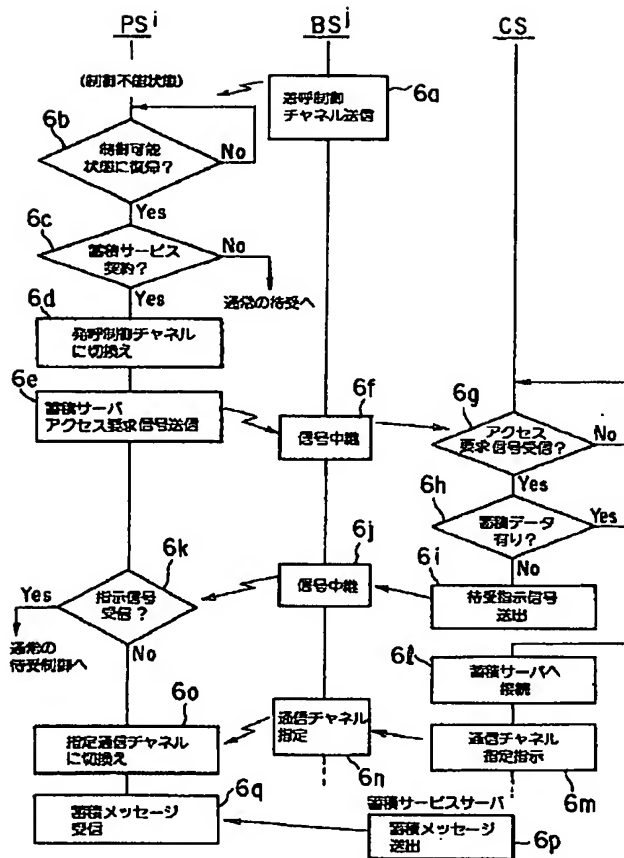 PSi
BSj
CS
(制御不能状態)
着呼制御
チャネル送信
6a
6b
制御可能
状態に復帰?
No
Yes
6c
蓄積サービス
契約?
No
通常の待受へ
Yes
6d
発呼制御チャネル
に切換え
6e
蓄積サーバ
アクセス要求信号送信
6f
信号中継
6g
アクセス
要求信号受信?
No
Yes
6h
蓄積データ
有り?
Yes
No
6i
待受指示信号
送出
6j
信号中継
6k
指示信号
受信?
Yes
通常の
待受制御へ
No
6l
蓄積サーバへ
接続
通信チャネル
指定指示
6m
通信チャネル
指定
6n
6o
指定通信チャネル
に切換え
6q
蓄積メッセージ
受信
蓄積サービスサーバ
蓄積メッセージ
送出
6p